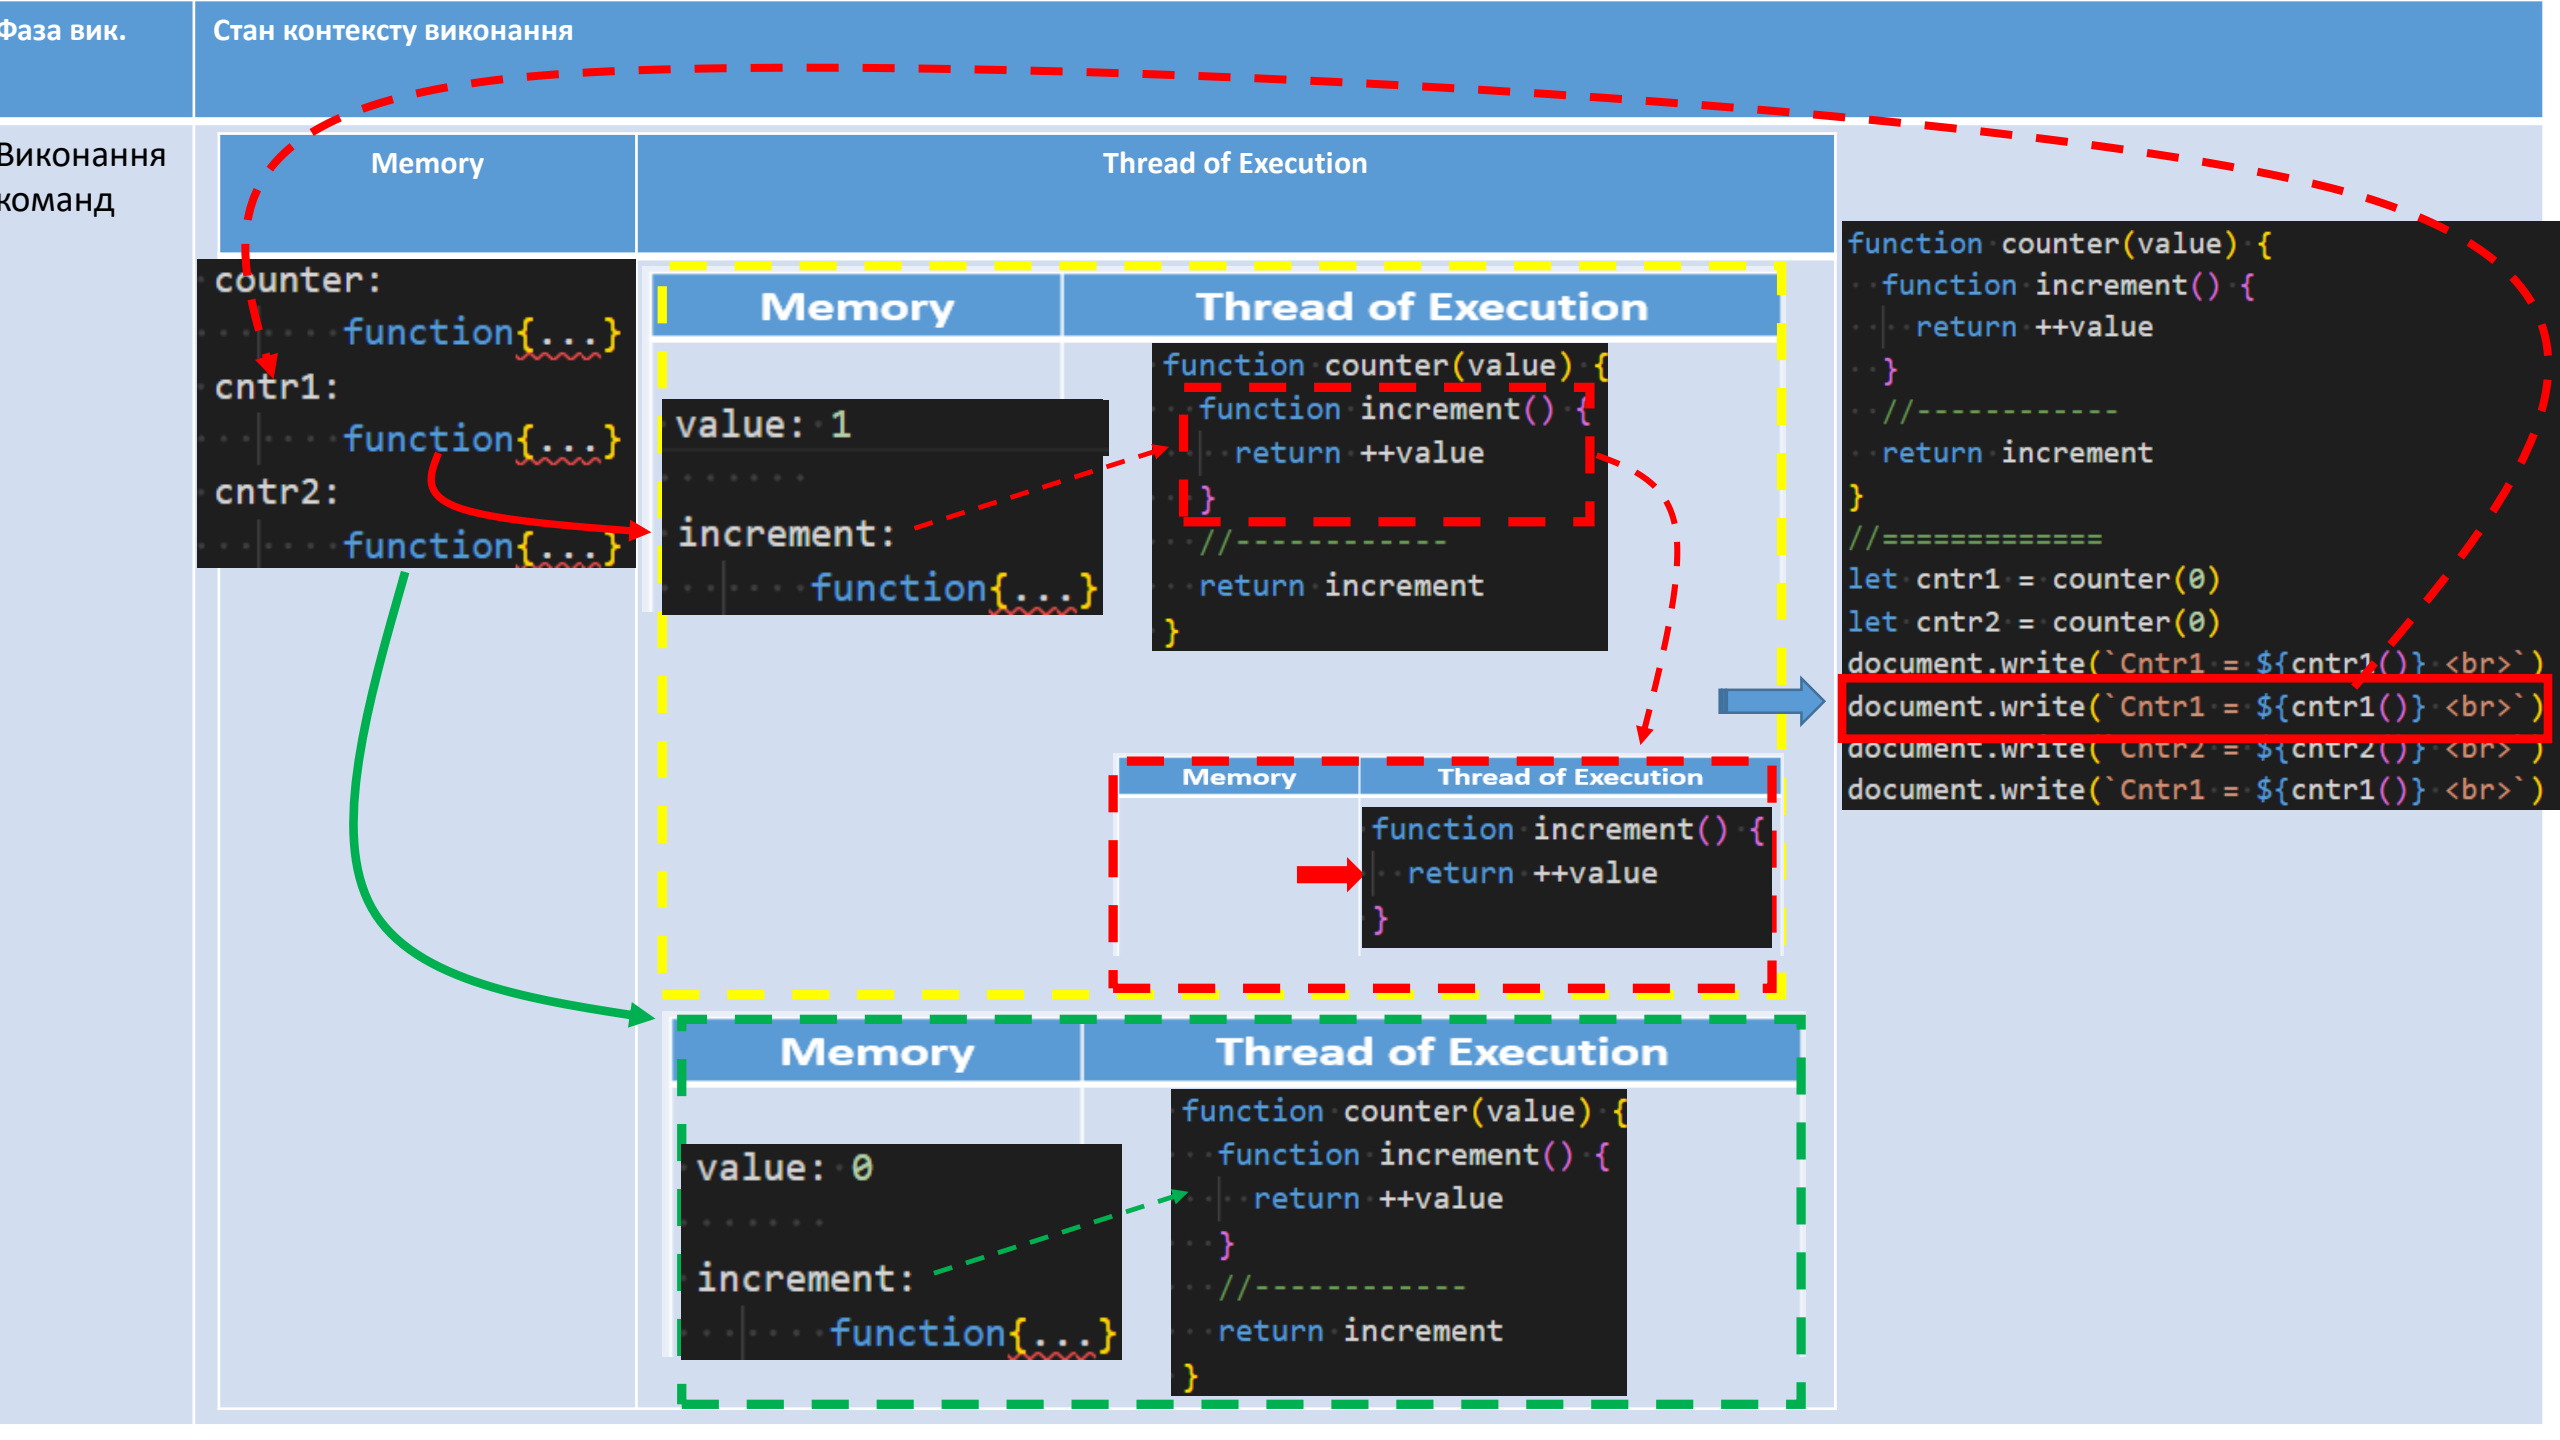 Фаза вик.
Стан контексту виконання
Виконання
команд
Memory
Thread of Execution
counter:
function{...}
cntr1:
function{...}
cntr2:
function{...}
Memory
Thread of Execution
value: 1
increment:
function{...}
function counter(value) {
function increment() {
return ++value
}
//------------
return increment
}
Memory
Thread of Execution
function increment() {
return ++value
}
Memory
Thread of Execution
value: 0
increment:
function{...}
function counter(value) {
function increment() {
return ++value
}
//------------
return increment
}
function counter(value) {
function increment() {
return ++value
}
//------------
return increment
}
//=============
let cntr1 = counter(0)
let cntr2 = counter(0)
document.write(`Cntr1 = ${cntr1()} <br>`)
document.write(`Cntr1 = ${cntr1()} <br>`)
document.write(`Cntr2 = ${cntr2()} <br>`)
document.write(`Cntr1 = ${cntr1()} <br>`)